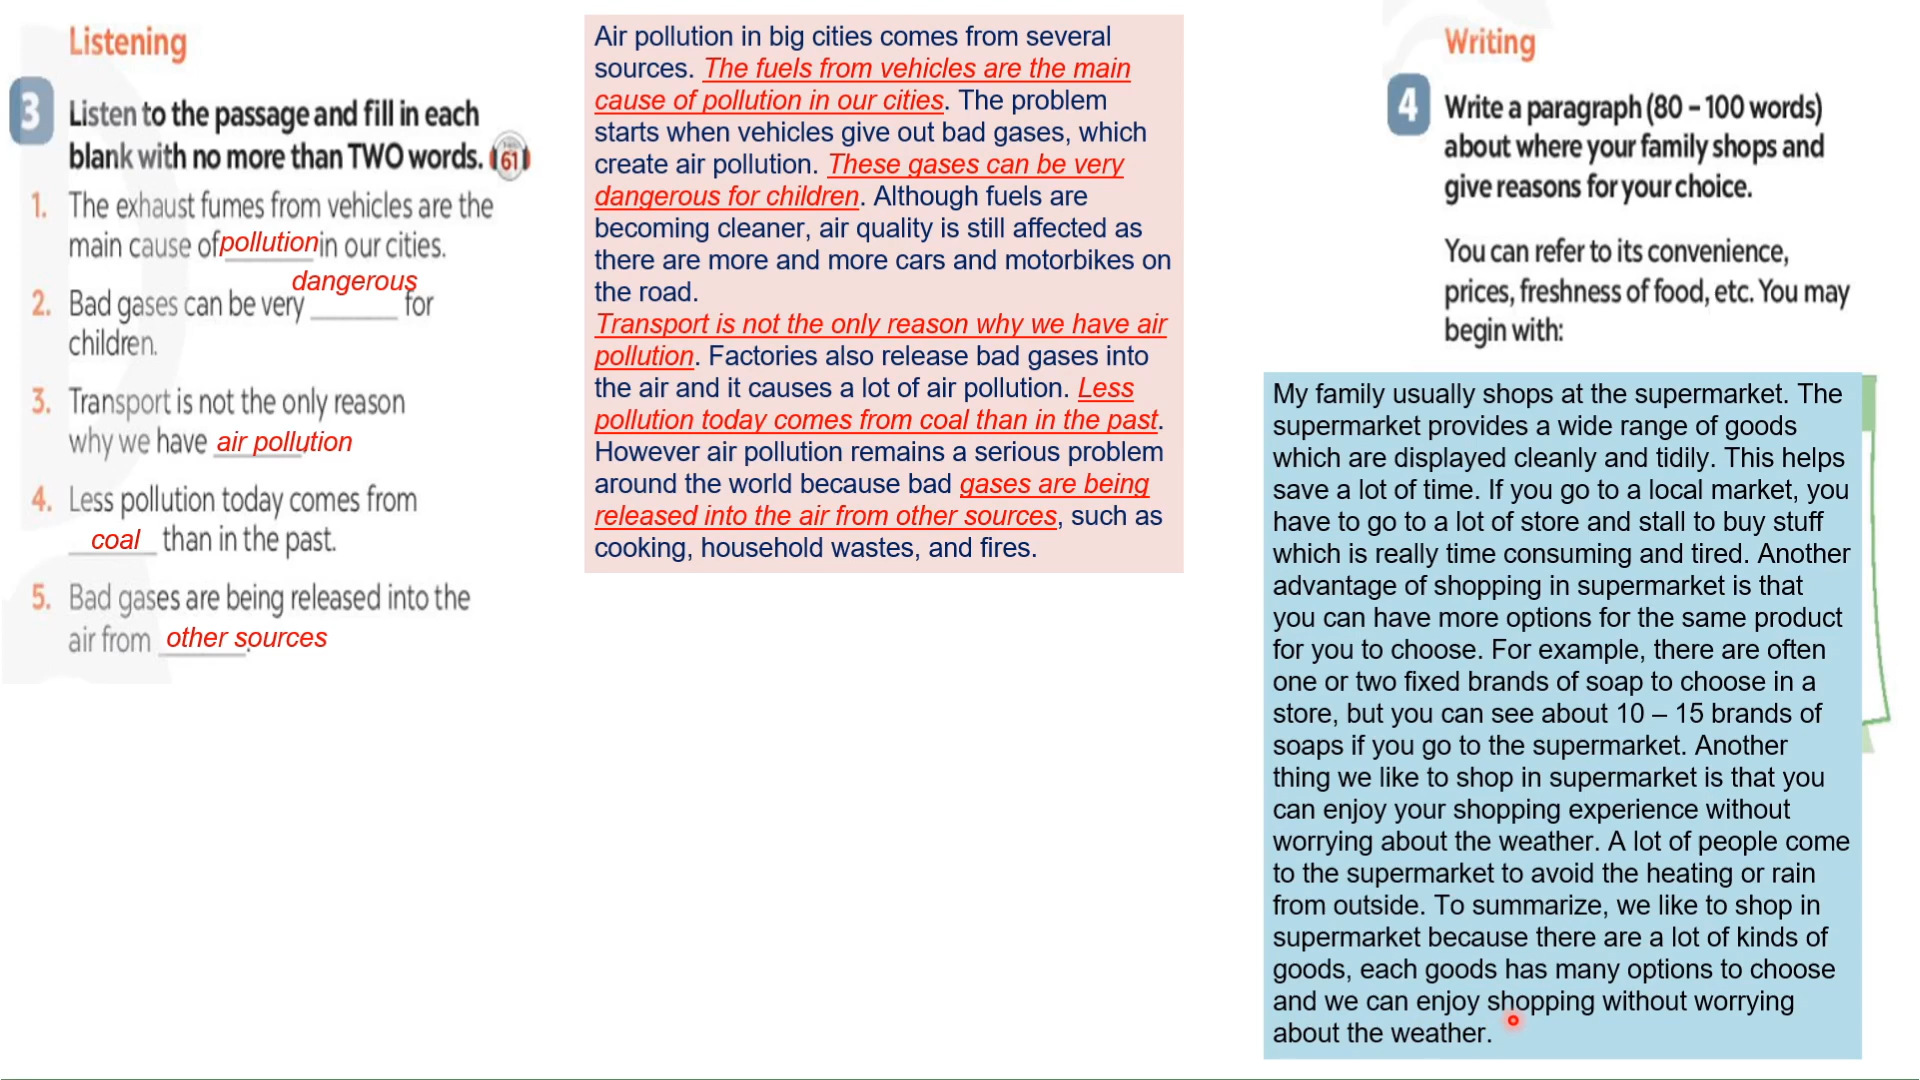 Listening
3 Listen to the passage and fill in each
blank with no more than TWO words. 61
1. The exhaust fumes from vehicles are the
main cause of pollution in our cities.
dangerous
2. Bad gases can be very ______ for
children.
3. Transport is not the only reason
why we have air pollution.
4. Less pollution today comes from
coal than in the past.
5. Bad gases are being released into the
air from other sources.
Air pollution in big cities comes from several
sources. The fuels from vehicles are the main
cause of pollution in our cities. The problem
starts when vehicles give out bad gases, which
create air pollution. These gases can be very
dangerous for children. Although fuels are
becoming cleaner, air quality is still affected as
there are more and more cars and motorbikes on
the road.
Transport is not the only reason why we have air
pollution. Factories also release bad gases into
the air and it causes a lot of air pollution. Less
pollution today comes from coal than in the past.
However air pollution remains a serious problem
around the world because bad gases are being
released into the air from other sources, such as
cooking, household wastes, and fires.
Writing
4 Write a paragraph (80 – 100 words)
about where your family shops and
give reasons for your choice.
You can refer to its convenience,
prices, freshness of food, etc. You may
begin with:
My family usually shops at the supermarket. The
supermarket provides a wide range of goods
which are displayed cleanly and tidily. This helps
save a lot of time. If you go to a local market, you
have to go to a lot of store and stall to buy stuff
which is really time consuming and tired. Another
advantage of shopping in supermarket is that
you can have more options for the same product
for you to choose. For example, there are often
one or two fixed brands of soap to choose in a
store, but you can see about 10 – 15 brands of
soaps if you go to the supermarket. Another
thing we like to shop in supermarket is that you
can enjoy your shopping experience without
worrying about the weather. A lot of people come
to the supermarket to avoid the heating or rain
from outside. To summarize, we like to shop in
supermarket because there are a lot of kinds of
goods, each goods has many options to choose
and we can enjoy shopping without worrying
about the weather.